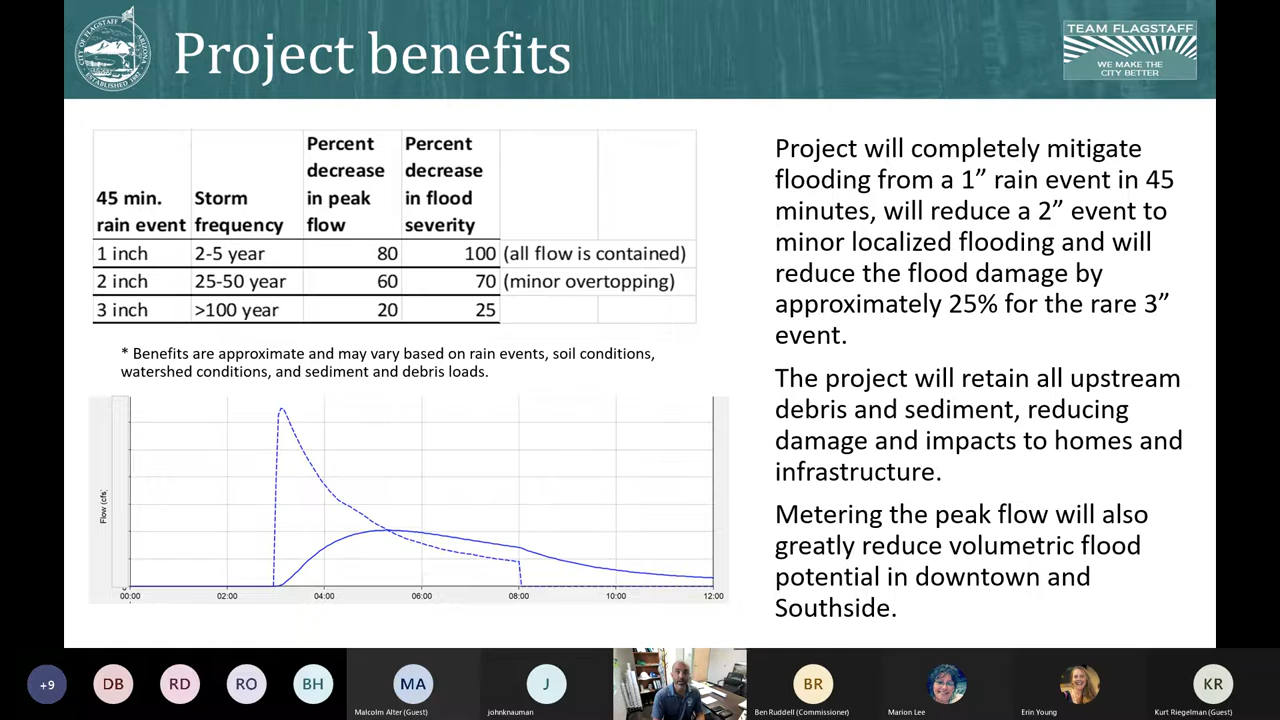 CITY OF FLAGSTAFF
ARIZONA
ESTABLISHED 1882
Project benefits
TEAM FLAGSTAFF
WE MAKE THE
CITY BETTER
45 min. rain event Storm frequency Percent decrease in peak flow Percent decrease in flood severity
1 inch 2-5 year 80 100 (all flow is contained)
2 inch 25-50 year 60 70 (minor overtopping)
3 inch >100 year 20 25
* Benefits are approximate and may vary based on rain events, soil conditions,
watershed conditions, and sediment and debris loads.
Flow (cfs)
00:00 02:00 04:00 06:00 08:00 10:00 12:00
Project will completely mitigate
flooding from a 1” rain event in 45
minutes, will reduce a 2” event to
minor localized flooding and will
reduce the flood damage by
approximately 25% for the rare 3”
event.
The project will retain all upstream
debris and sediment, reducing
damage and impacts to homes and
infrastructure.
Metering the peak flow will also
greatly reduce volumetric flood
potential in downtown and
Southside.
+9 DB RD RO BH MA J BR KR
Malcolm Alter (Guest) johnknauman Ben Ruddell (Commissioner) Marion Lee Erin Young Kurt Riegelman (Guest)